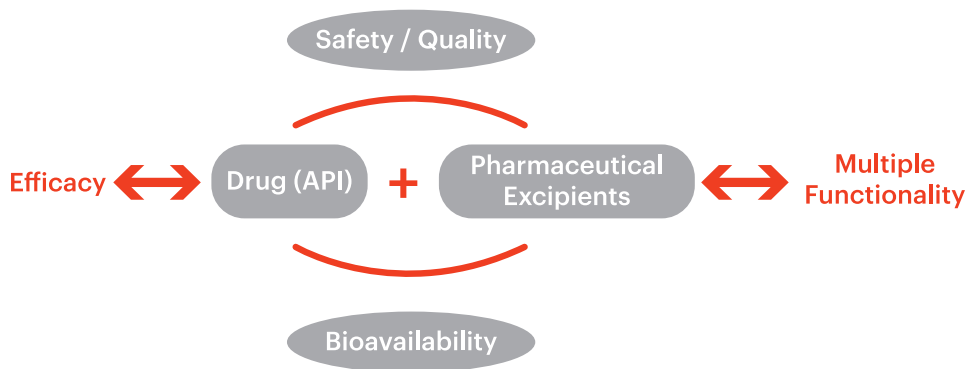 Safety / Quality
Efficacy
Drug (API)
+
Pharmaceutical
Excipients
Multiple
Functionality
Bioavailability